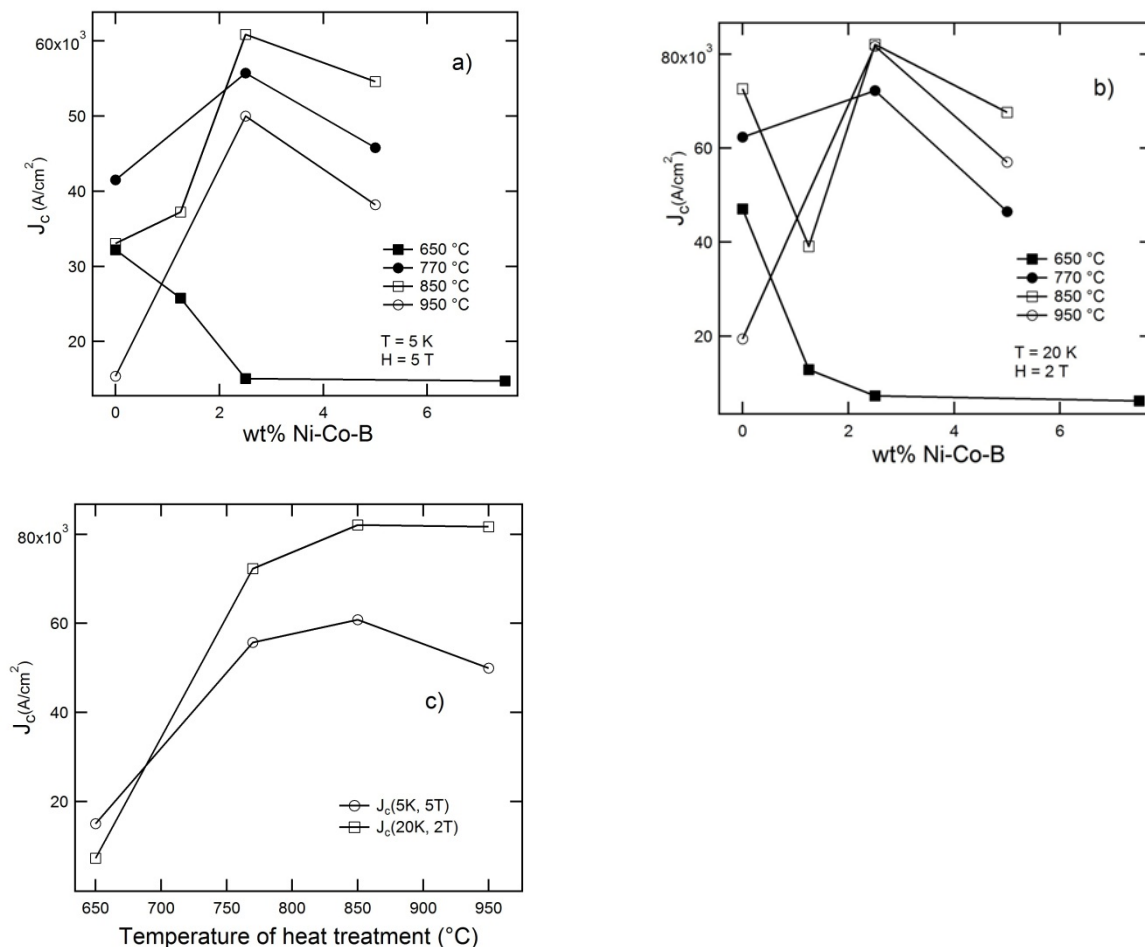 60x10³
50
40
30
20
J_c(A/cm²)
a)
650 °C
770 °C
850 °C
950 °C
T = 5 K
H = 5 T
0 2 4 6
wt% Ni-Co-B
80x10³
60
40
20
J_c(A/cm²)
b)
650 °C
770 °C
850 °C
950 °C
T = 20 K
H = 2 T
0 2 4 6
wt% Ni-Co-B
80x10³
60
40
20
J_c(A/cm²)
c)
J_c(5K, 5T)
J_c(20K, 2T)
650 700 750 800 850 900 950
Temperature of heat treatment (°C)